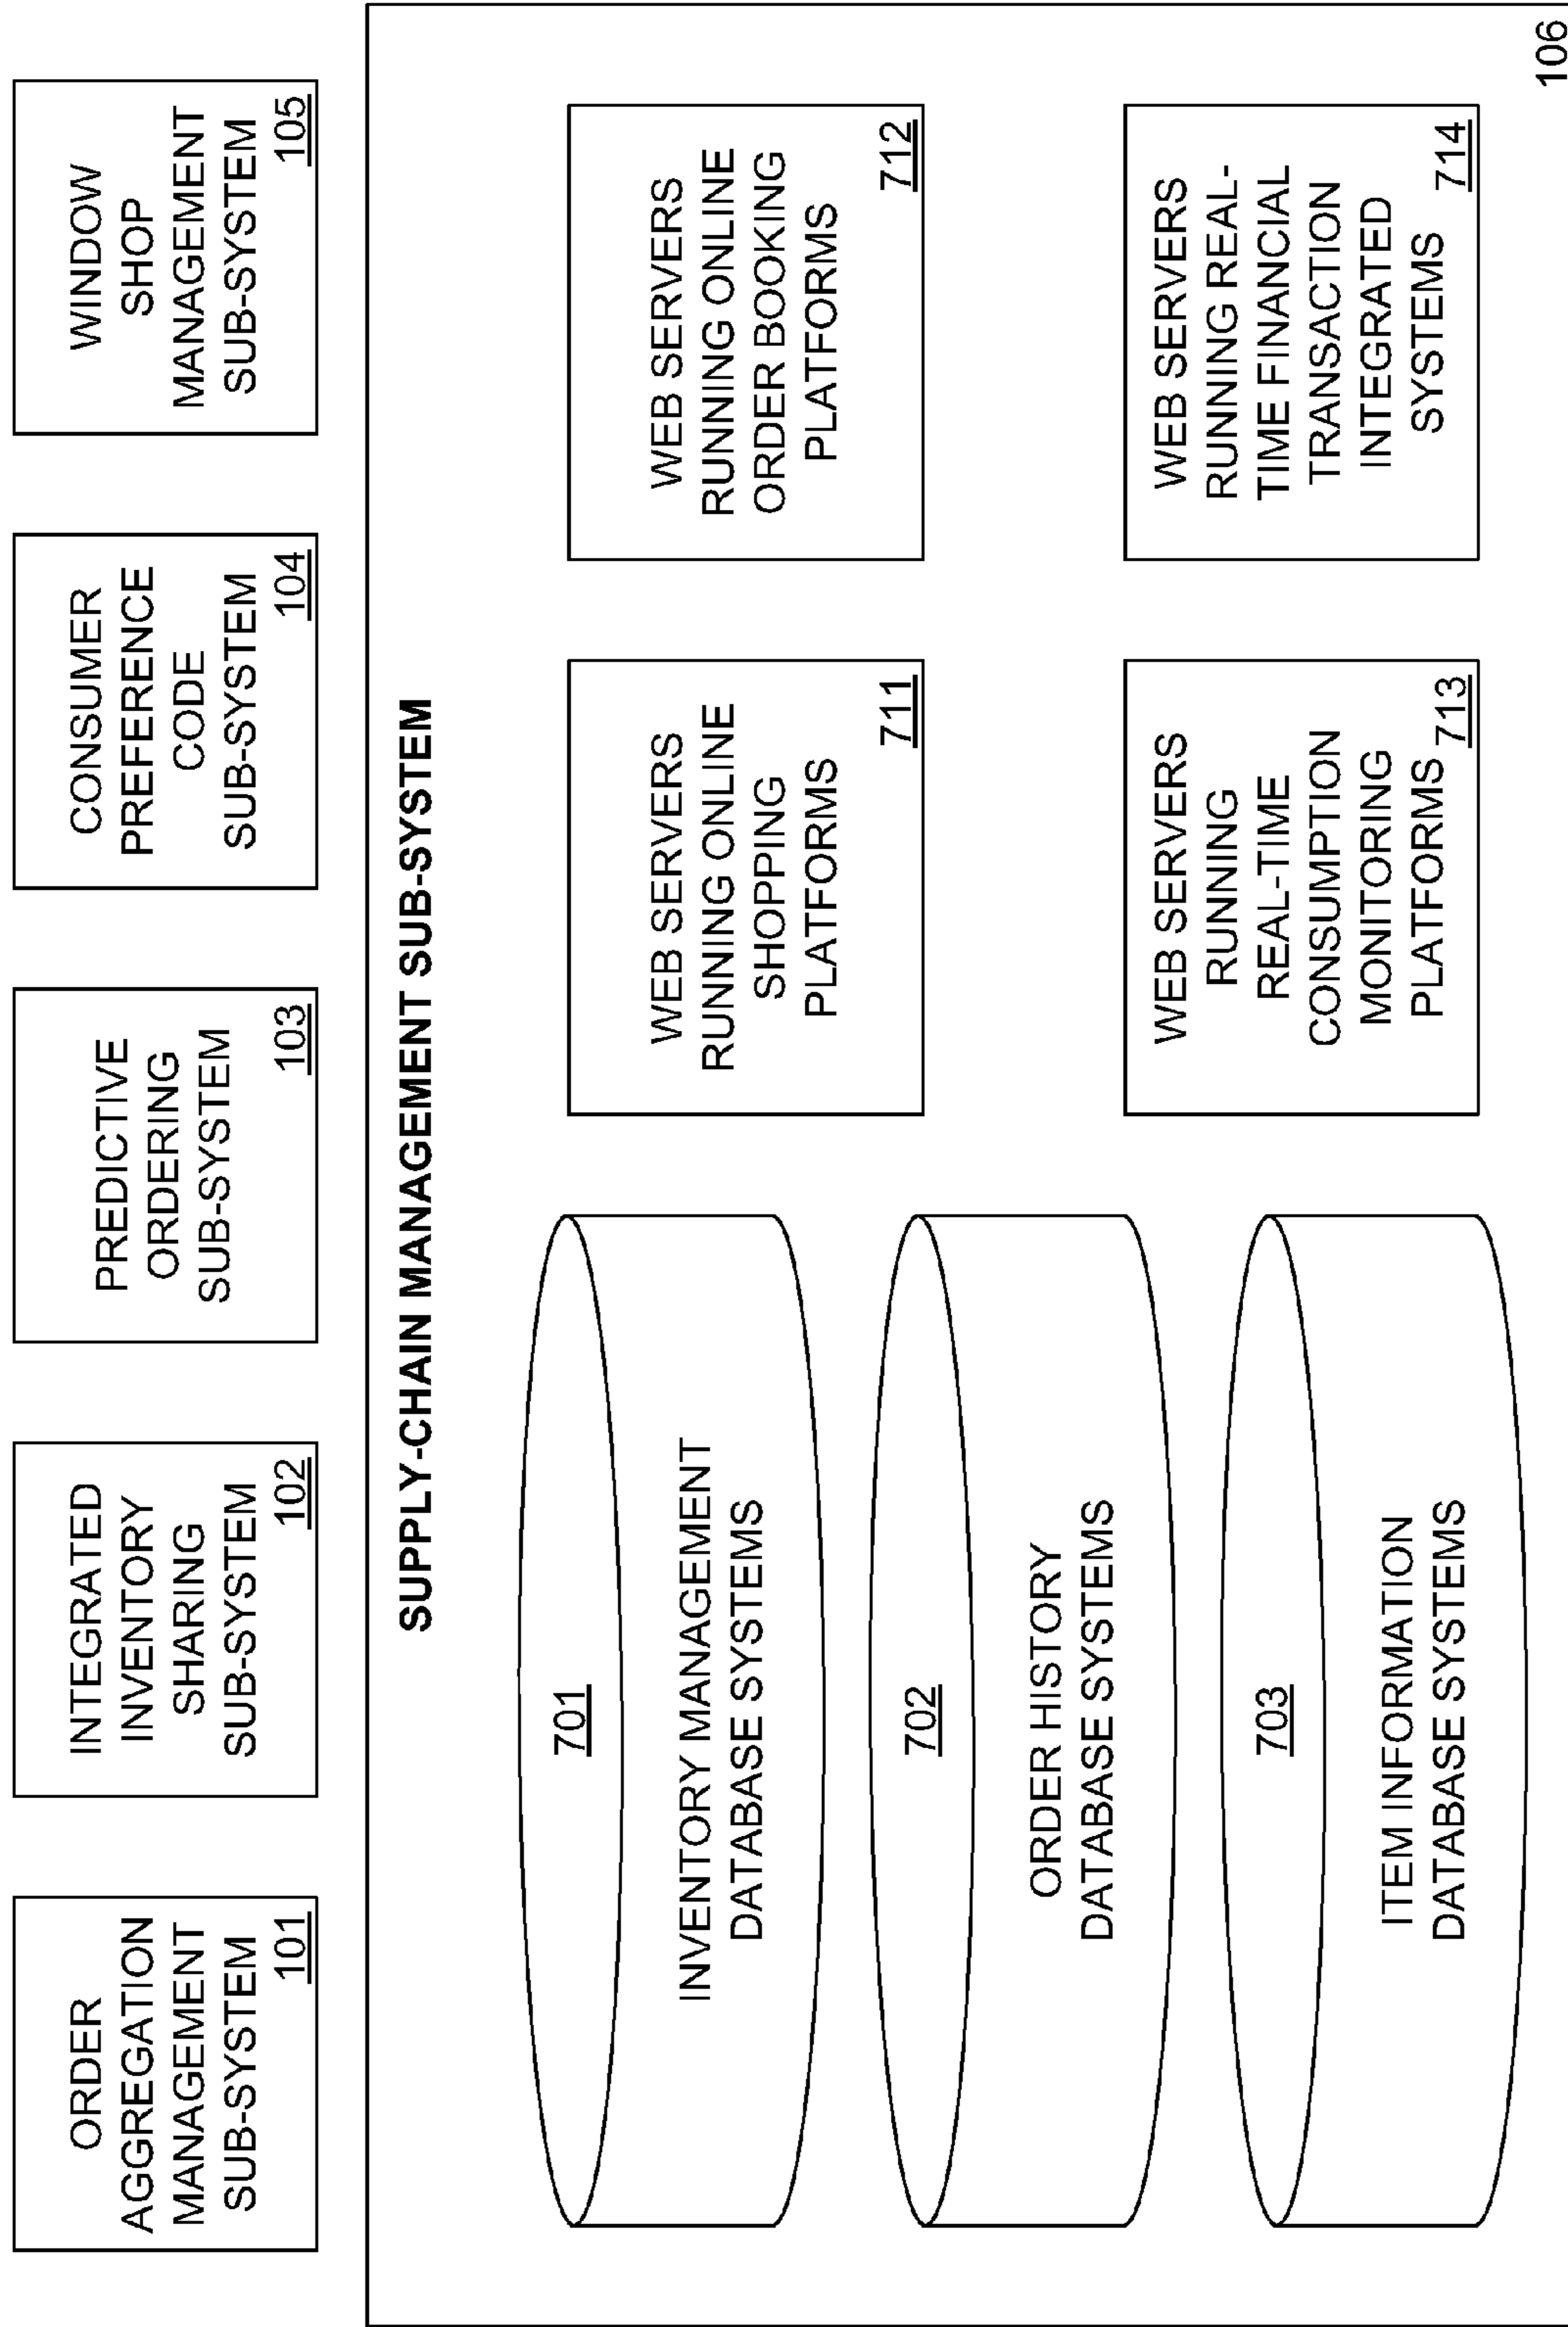 ORDER
AGGREGATION
MANAGEMENT
SUB-SYSTEM
101
INTEGRATED
INVENTORY
SHARING
SUB-SYSTEM
102
PREDICTIVE
ORDERING
SUB-SYSTEM
103
CONSUMER
PREFERENCE
CODE
SUB-SYSTEM
104
WINDOW
SHOP
MANAGEMENT
SUB-SYSTEM
105
SUPPLY-CHAIN MANAGEMENT SUB-SYSTEM
701
INVENTORY MANAGEMENT
DATABASE SYSTEMS
702
ORDER HISTORY
DATABASE SYSTEMS
703
ITEM INFORMATION
DATABASE SYSTEMS
WEB SERVERS
RUNNING ONLINE
SHOPPING
PLATFORMS
711
WEB SERVERS
RUNNING ONLINE
ORDER BOOKING
PLATFORMS
712
WEB SERVERS
RUNNING
REAL-TIME
CONSUMPTION
MONITORING
PLATFORMS
713
WEB SERVERS
RUNNING REAL-
TIME FINANCIAL
TRANSACTION
INTEGRATED
SYSTEMS
714
106